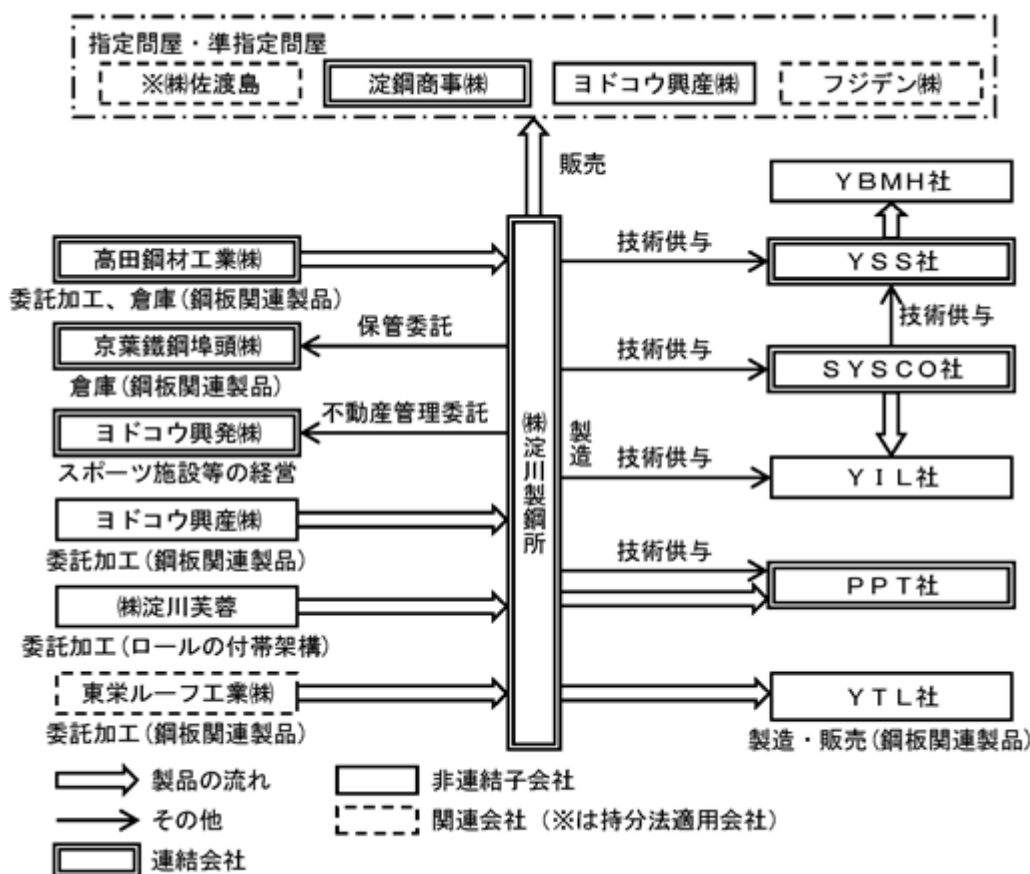 指定問屋・準指定問屋
※㈱佐渡島
淀鋼商事㈱
ヨドコウ興産㈱
フジデン㈱
販売
YBMH社
高田鋼材工業㈱
技術供与
YSS社
委託加工、倉庫(鋼板関連製品)
技術供与
保管委託
京葉鐵鋼埠頭㈱
技術供与
SYSCO社
倉庫(鋼板関連製品)
不動産管理委託
ヨドコウ興発㈱
㈱淀川製鋼所
製造
スポーツ施設等の経営
技術供与
YIL社
ヨドコウ興産㈱
委託加工(鋼板関連製品)
技術供与
PPT社
㈱淀川芙蓉
委託加工(ロールの付帯架構)
東栄ルーフ工業㈱
YTL社
委託加工(鋼板関連製品)
製造・販売(鋼板関連製品)
製品の流れ
非連結子会社
その他
関連会社（※は持分法適用会社）
連結会社